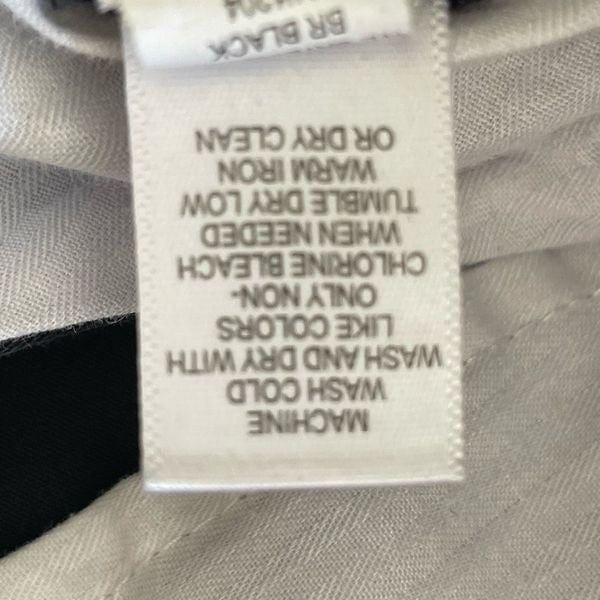 MACHINE
WASH COLD
WASH AND DRY WITH
LIKE COLORS
ONLY NON-
CHLORINE BLEACH
WHEN NEEDED
TUMBLE DRY LOW
WARM IRON
OR DRY CLEAN
BR BLACK